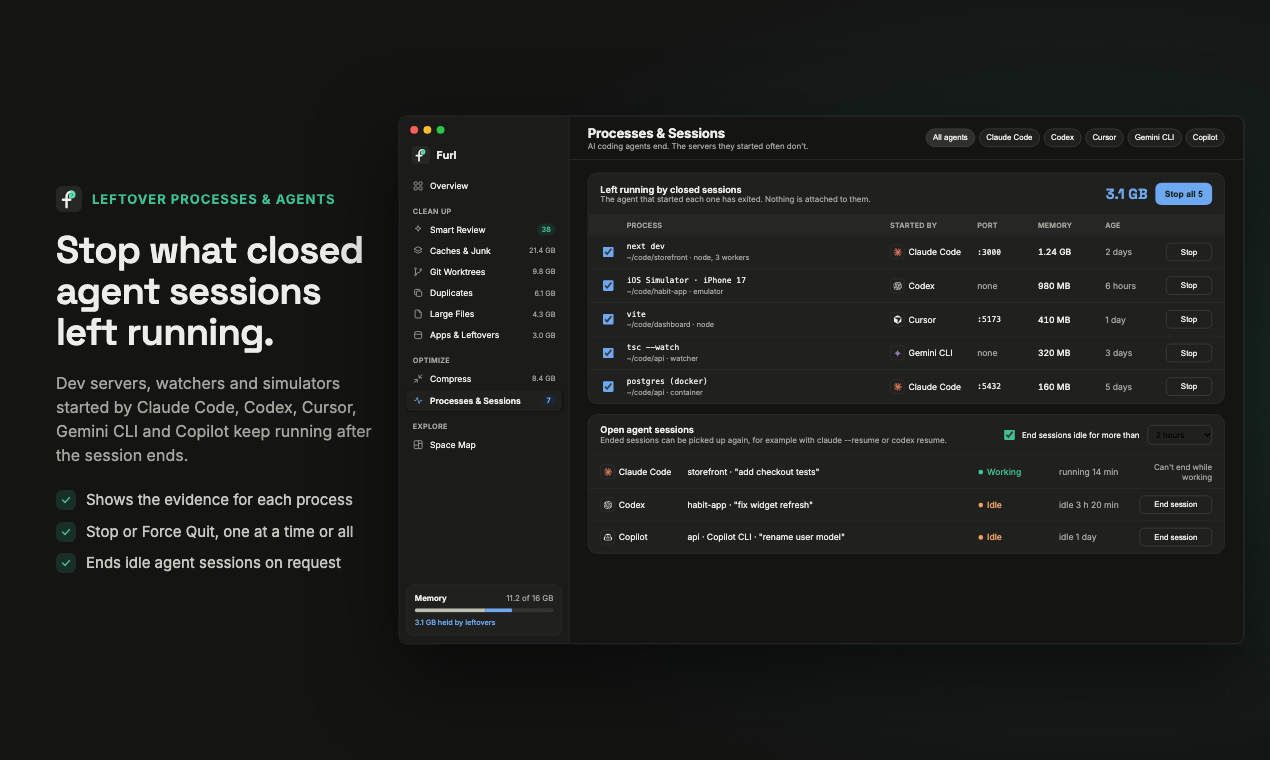 LEFTOVER PROCESSES & AGENTS
Stop what closed
agent sessions
left running.
Dev servers, watchers and simulators
started by Claude Code, Codex, Cursor,
Gemini CLI and Copilot keep running after
the session ends.
Shows the evidence for each process
Stop or Force Quit, one at a time or all
Ends idle agent sessions on request
Furl
Overview
CLEAN UP
Smart Review 38
Caches & Junk 21.4 GB
Git Worktrees 9.8 GB
Duplicates 6.1 GB
Large Files 4.3 GB
Apps & Leftovers 3.0 GB
OPTIMIZE
Compress 8.4 GB
Processes & Sessions 7
EXPLORE
Space Map
Memory 11.2 of 16 GB
3.1 GB held by leftovers
Processes & Sessions
AI coding agents end. The servers they started often don't.
All agents Claude Code Codex Cursor Gemini CLI Copilot
Left running by closed sessions
The agent that started each one has exited. Nothing is attached to them.
3.1 GB Stop all 5
PROCESS STARTED BY PORT MEMORY AGE
next dev
~/code/storefront · node, 3 workers
Claude Code :3000 1.24 GB 2 days Stop
iOS Simulator · iPhone 17
~/code/habit-app · emulator
Codex none 980 MB 6 hours Stop
vite
~/code/dashboard · node
Cursor :5173 410 MB 1 day Stop
tsc --watch
~/code/api · watcher
Gemini CLI none 320 MB 3 days Stop
postgres (docker)
~/code/api · container
Claude Code :5432 160 MB 5 days Stop
Open agent sessions
Ended sessions can be picked up again, for example with claude --resume or codex resume.
End sessions idle for more than 2 hours
Claude Code storefront · "add checkout tests" Working running 14 min Can't end while
working
Codex habit-app · "fix widget refresh" Idle idle 3 h 20 min End session
Copilot api · Copilot CLI · "rename user model" Idle idle 1 day End session